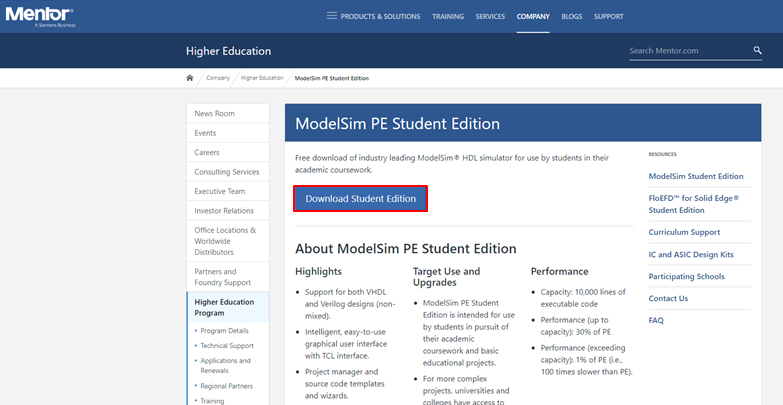 Mentor®
A Siemens Business
PRODUCTS & SOLUTIONS TRAINING SERVICES COMPANY BLOGS SUPPORT
Higher Education
Search Mentor.com
Company Higher Education ModelSim PE Student Edition
News Room
Events
Careers
Consulting Services
Executive Team
Investor Relations
Office Locations &
Worldwide
Distributors
Partners and
Foundry Support
Higher Education
Program
• Program Details
• Technical Support
• Applications and
Renewals
• Regional Partners
• Training
ModelSim PE Student Edition
Free download of industry leading ModelSim® HDL simulator for use by students in their
academic coursework.
Download Student Edition
About ModelSim PE Student Edition
Highlights
• Support for both VHDL
and Verilog designs (non-
mixed).
• Intelligent, easy-to-use
graphical user interface
with TCL interface.
• Project manager and
source code templates
and wizards.
Target Use and
Upgrades
• ModelSim PE Student
Edition is intended for use
by students in pursuit of
their academic
coursework and basic
educational projects.
• For more complex
projects, universities and
colleges have access to
Performance
• Capacity: 10,000 lines of
executable code
• Performance (up to
capacity): 30% of PE
• Performance (exceeding
capacity): 1% of PE (i.e.,
100 times slower than PE).
RESOURCES
ModelSim Student Edition
FloEFD™ for Solid Edge®
Student Edition
Curriculum Support
IC and ASIC Design Kits
Participating Schools
Contact Us
FAQ